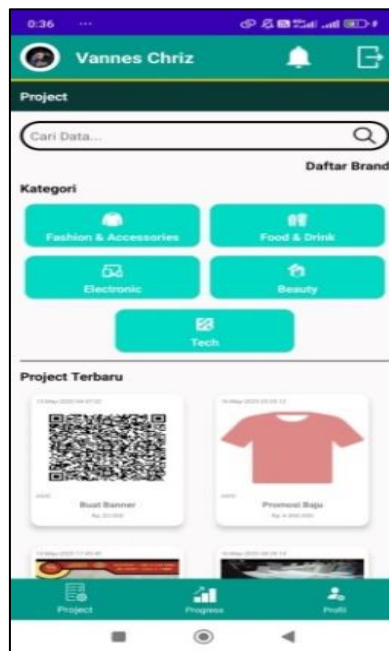 0:36
Vannes Chriz
Project
Cari Data...
Daftar Brand
Kategori
Fashion & Accessories
Food & Drink
Electronic
Beauty
Tech
Project Terbaru
Buat Banner
Promosi Baju
Project
Progress
Profil